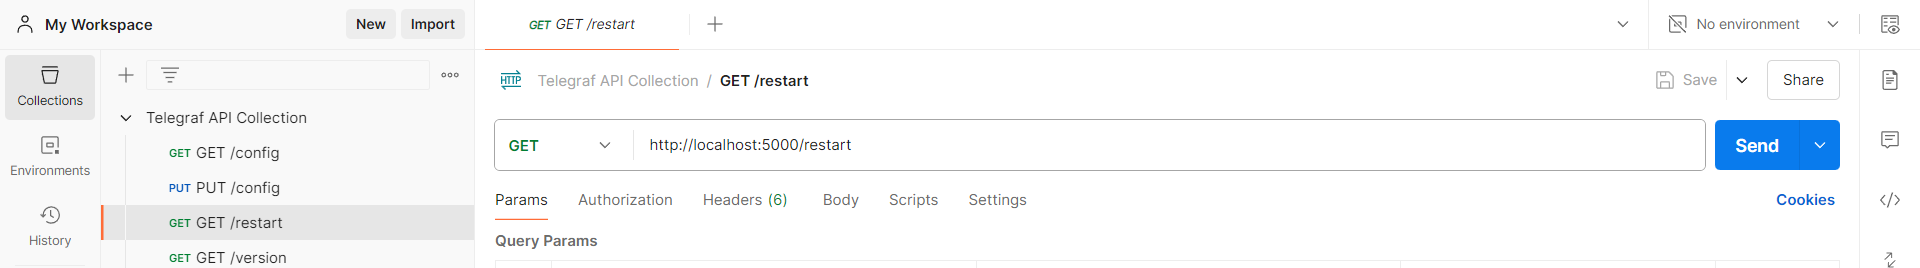 My Workspace
New
Import
GET GET /restart
No environment
Collections
Environments
History
Telegraf API Collection
GET GET /config
PUT PUT /config
GET GET /restart
GET GET /version
HTTP Telegraf API Collection / GET /restart
Save
Share
GET
http://localhost:5000/restart
Send
Params Authorization Headers (6) Body Scripts Settings
Cookies
Query Params